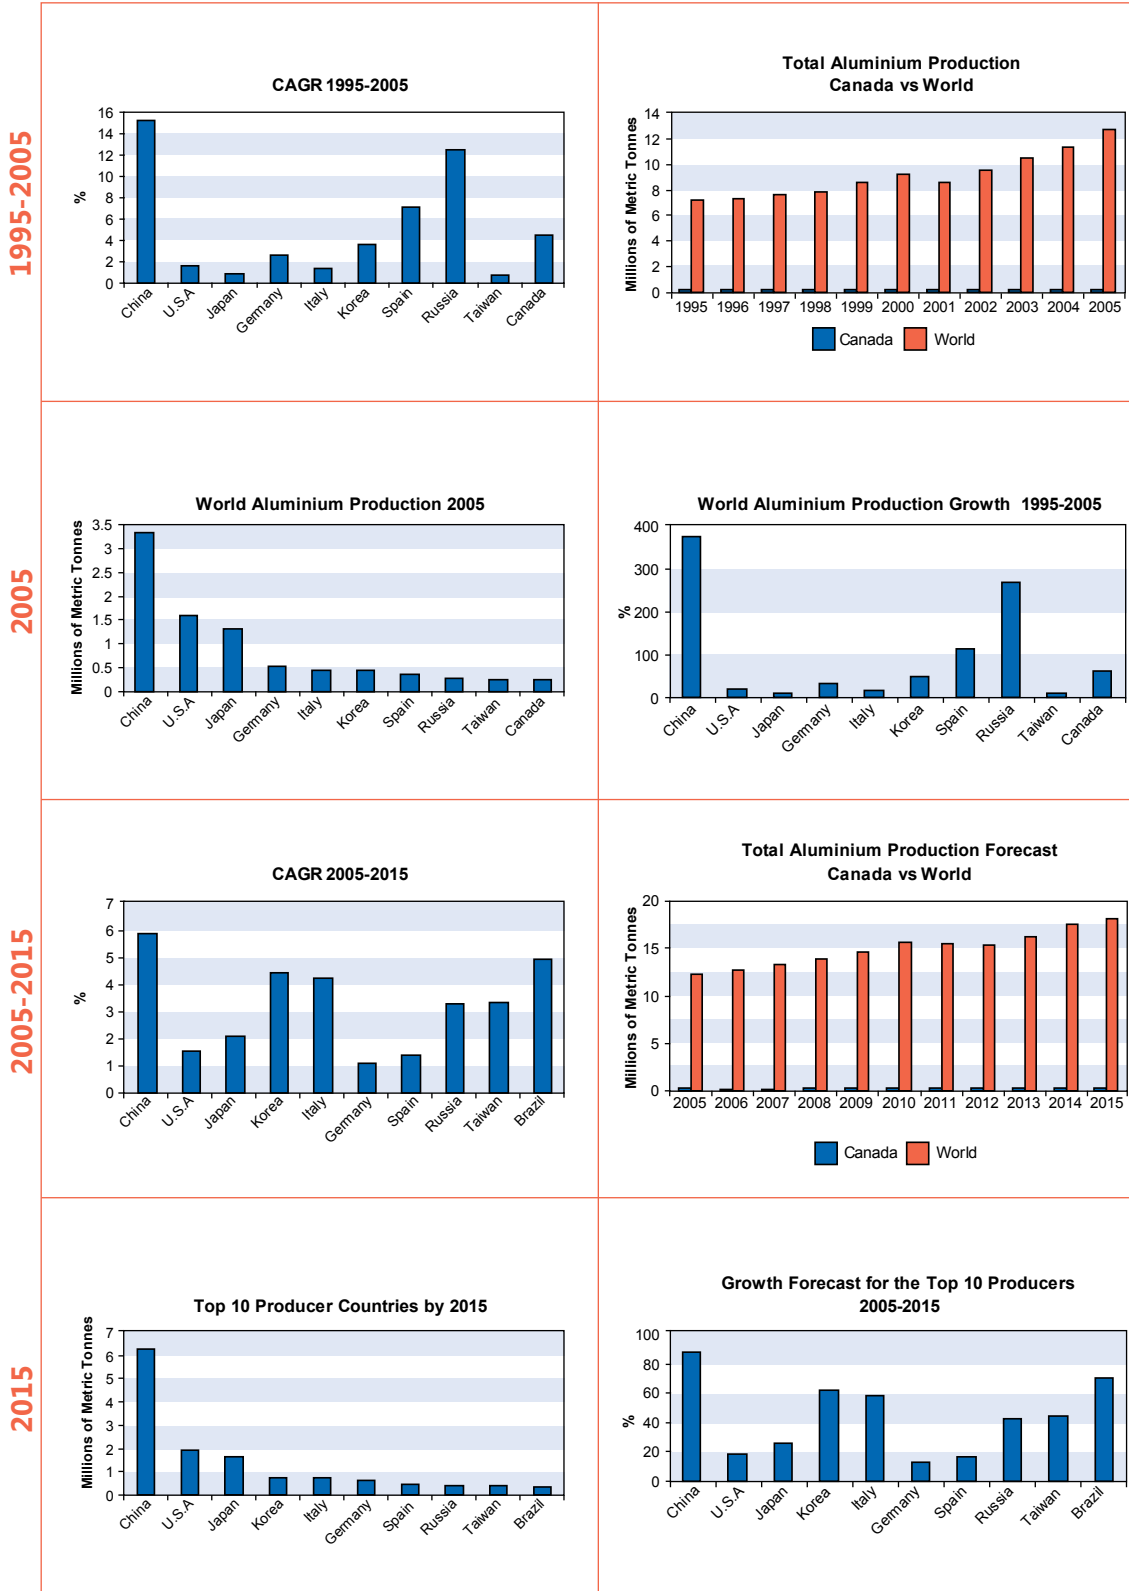 1995-2005
CAGR 1995-2005
%
16
14
12
10
8
6
4
2
0
China
U.S.A
Japan
Germany
Italy
Korea
Spain
Russia
Taiwan
Canada
Total Aluminium Production
Canada vs World
Millions of Metric Tonnes
14
12
10
8
6
4
2
0
1995 1996 1997 1998 1999 2000 2001 2002 2003 2004 2005
Canada World
2005
World Aluminium Production 2005
Millions of Metric Tonnes
3.5
3
2.5
2
1.5
1
0.5
0
China
U.S.A
Japan
Germany
Italy
Korea
Spain
Russia
Taiwan
Canada
World Aluminium Production Growth 1995-2005
%
400
300
200
100
0
China
U.S.A
Japan
Germany
Italy
Korea
Spain
Russia
Taiwan
Canada
2005-2015
CAGR 2005-2015
%
7
6
5
4
3
2
1
0
China
U.S.A
Japan
Korea
Italy
Germany
Spain
Russia
Taiwan
Brazil
Total Aluminium Production Forecast
Canada vs World
Millions of Metric Tonnes
20
15
10
5
0
2005 2006 2007 2008 2009 2010 2011 2012 2013 2014 2015
Canada World
2015
Top 10 Producer Countries by 2015
Millions of Metric Tonnes
7
6
5
4
3
2
1
0
China
U.S.A
Japan
Korea
Italy
Germany
Spain
Russia
Taiwan
Brazil
Growth Forecast for the Top 10 Producers
2005-2015
%
100
80
60
40
20
0
China
U.S.A
Japan
Korea
Italy
Germany
Spain
Russia
Taiwan
Brazil